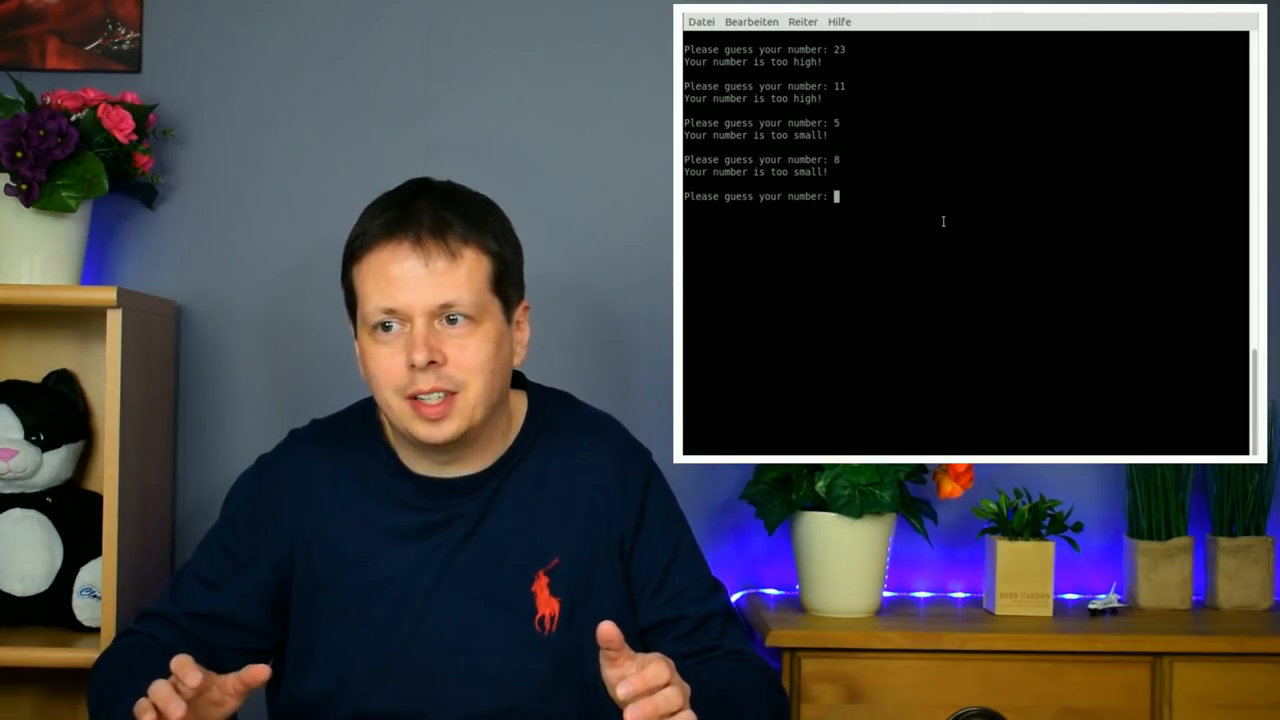 Datei Bearbeiten Reiter Hilfe
Please guess your number: 23
Your number is too high!
Please guess your number: 11
Your number is too high!
Please guess your number: 5
Your number is too small!
Please guess your number: 8
Your number is too small!
Please guess your number:
HERB GARDEN